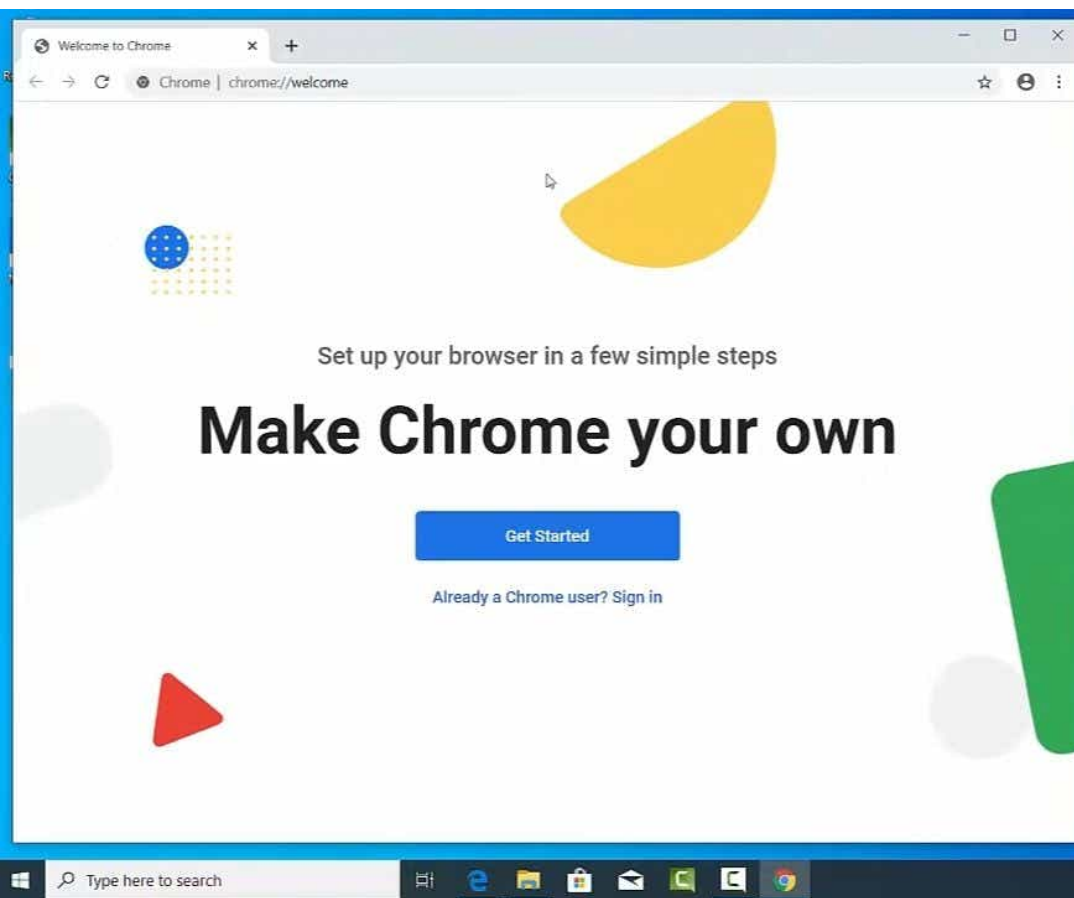 Welcome to Chrome
Chrome | chrome://welcome
Set up your browser in a few simple steps
Make Chrome your own
Get Started
Already a Chrome user? Sign in
Type here to search